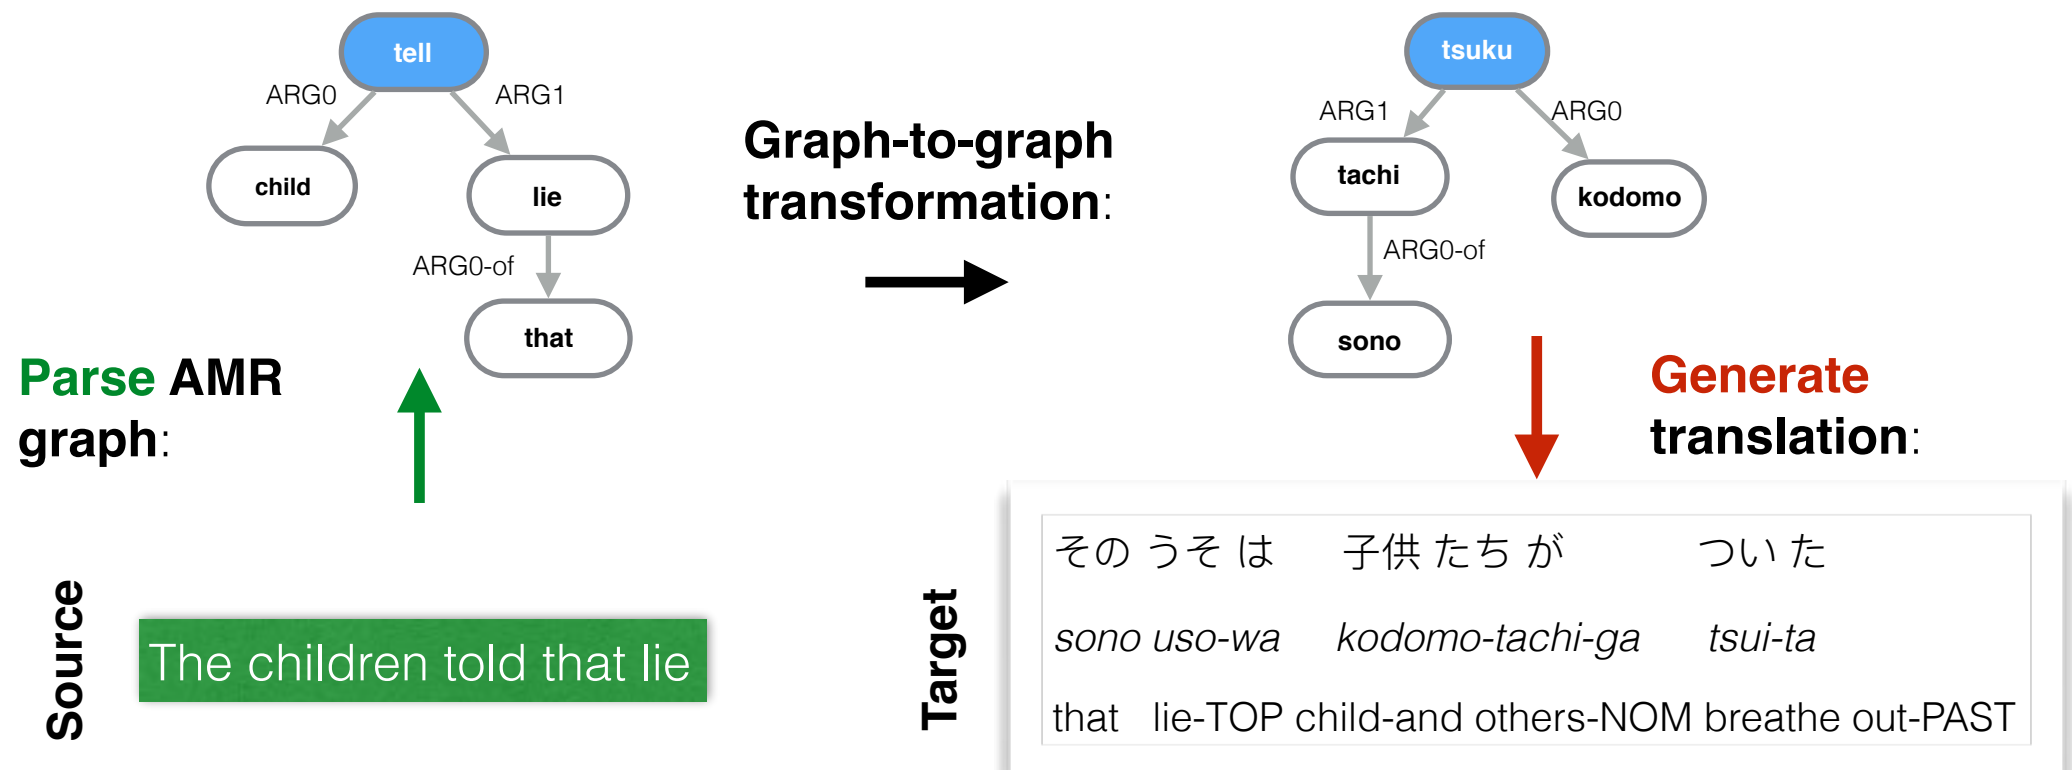 tell
ARG0
ARG1
child
lie
ARG0-of
that
Graph-to-graph
transformation:
tsuku
ARG1
ARG0
tachi
kodomo
ARG0-of
sono
Parse AMR
graph:
Generate
translation:
Source
The children told that lie
Target
その うそ は 子供 たち が つい た
sono uso-wa kodomo-tachi-ga tsui-ta
that lie-TOP child-and others-NOM breathe out-PAST